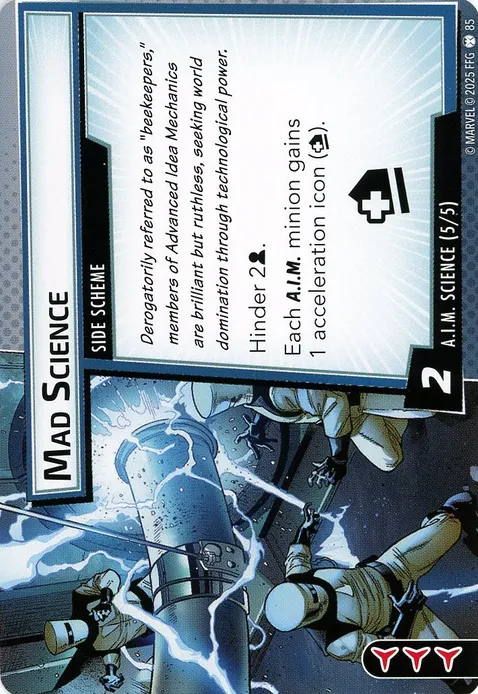 MAD SCIENCE
SIDE SCHEME
Derogatorily referred to as "beekeepers,"
members of Advanced Idea Mechanics
are brilliant but ruthless, seeking world
domination through technological power.
Hinder 2.
Each A.I.M. minion gains
1 acceleration icon ( ).
2
A.I.M. SCIENCE (5/5)
© MARVEL © 2025 FFG 85